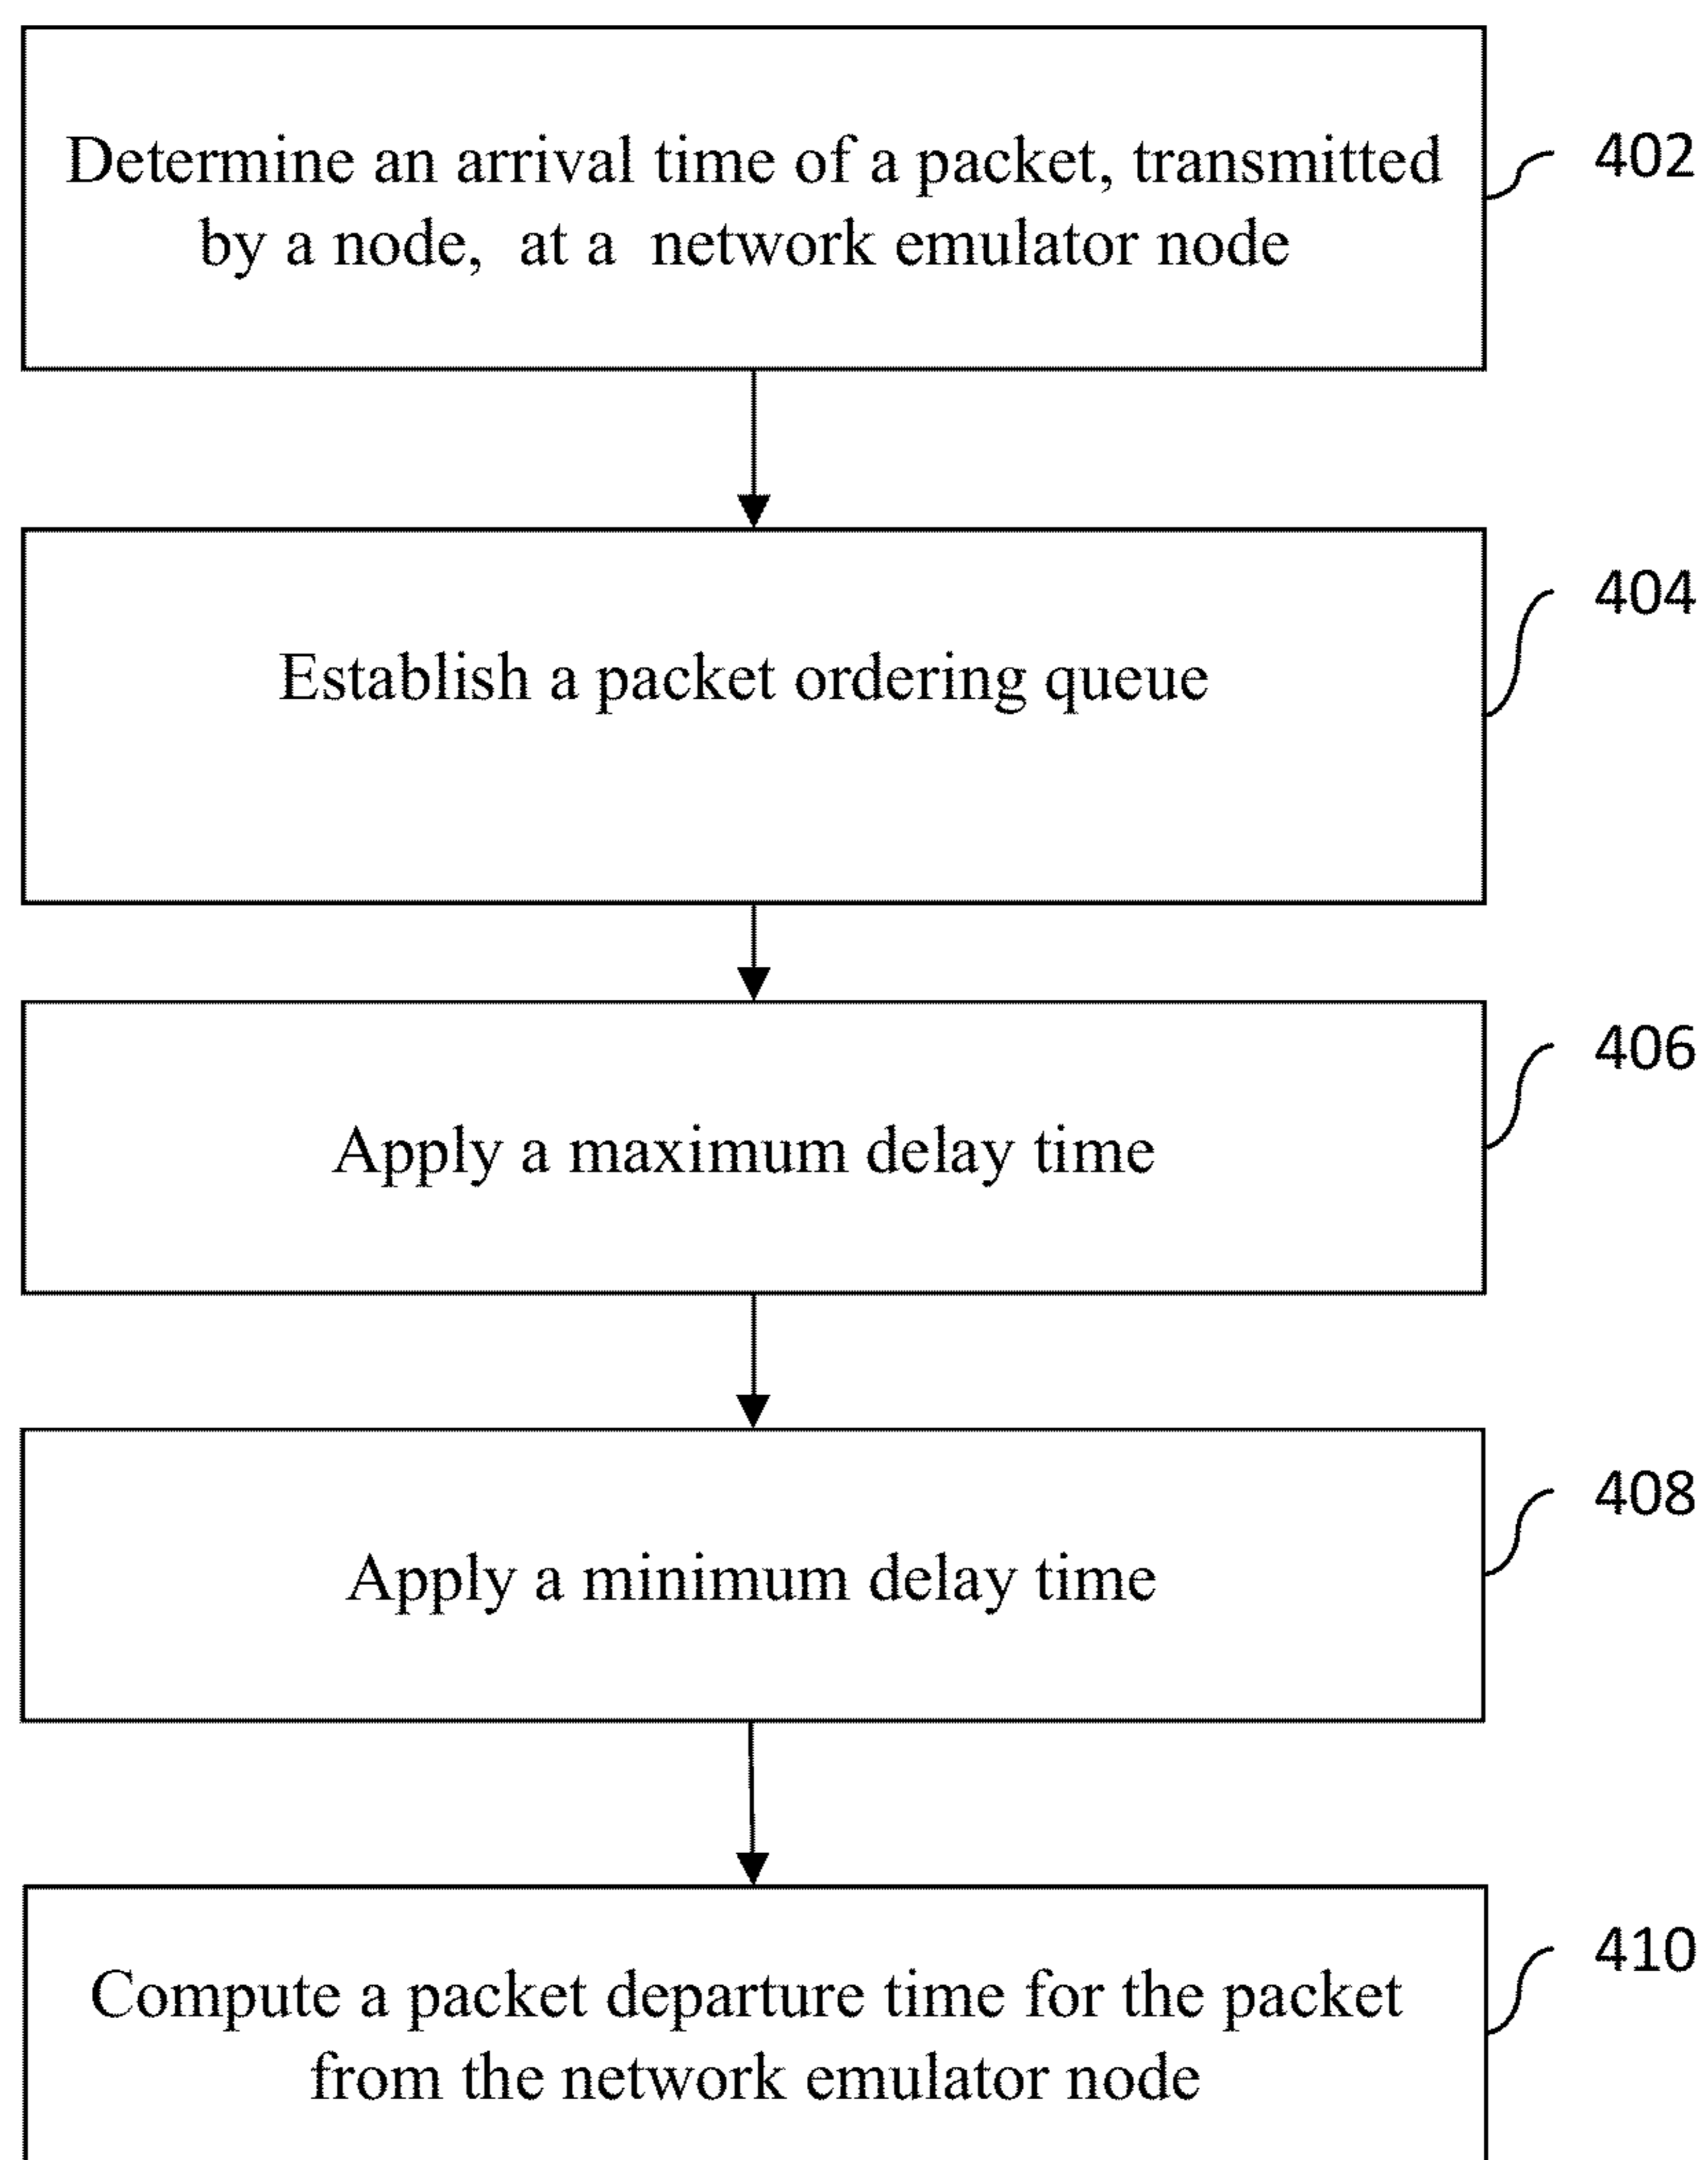 Determine an arrival time of a packet, transmitted
by a node, at a network emulator node
402
Establish a packet ordering queue
404
Apply a maximum delay time
406
Apply a minimum delay time
408
Compute a packet departure time for the packet
from the network emulator node
410